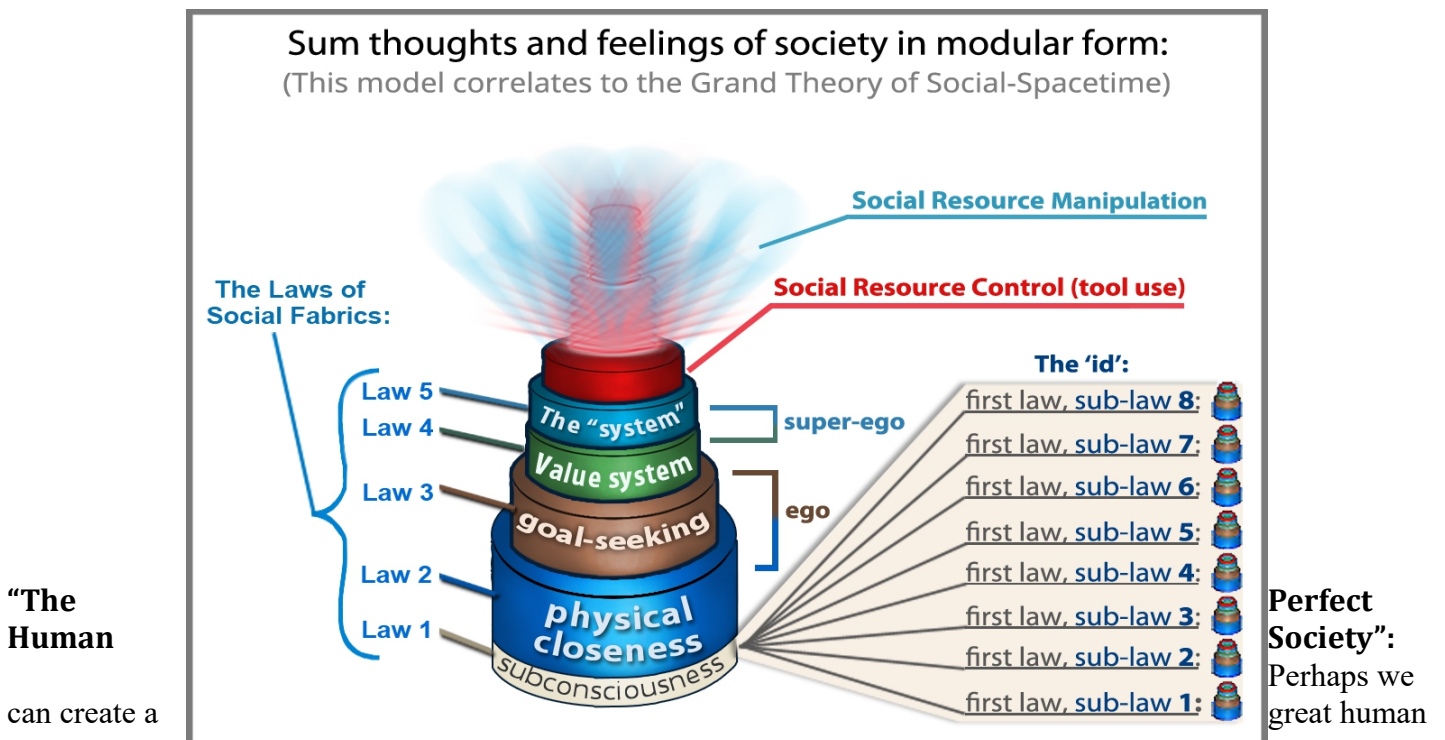 Sum thoughts and feelings of society in modular form:
(This model correlates to the Grand Theory of Social-Spacetime)
Social Resource Manipulation
Social Resource Control (tool use)
The Laws of
Social Fabrics:
Law 5
Law 4
Law 3
Law 2
Law 1
The “system”
Value system
goal-seeking
physical
closeness
subconsciousness
super-ego
ego
The ‘id’:
first law, sub-law 8:
first law, sub-law 7:
first law, sub-law 6:
first law, sub-law 5:
first law, sub-law 4:
first law, sub-law 3:
first law, sub-law 2:
first law, sub-law 1:
“The Perfect
Human Society”:
Perhaps we
can create a great human